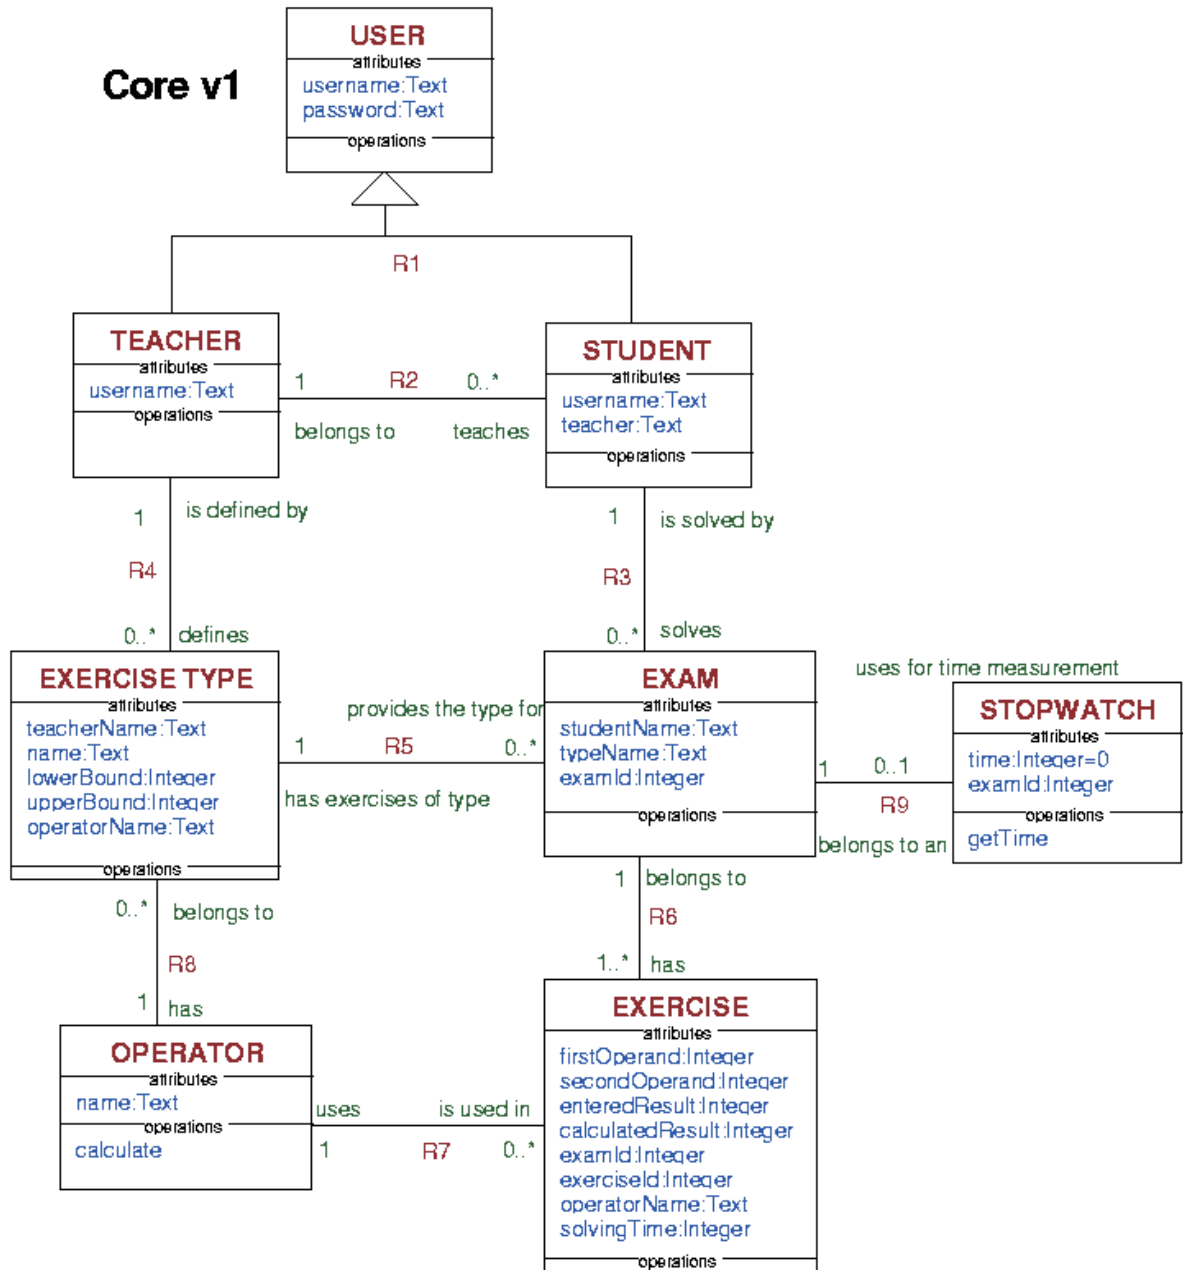 Core v1
USER
attributes
username:Text
password:Text
operations
R1
TEACHER
attributes
username:Text
operations
1 R2 0..*
belongs to teaches
STUDENT
attributes
username:Text
teacher:Text
operations
1 is defined by
R4
0..* defines
1 is solved by
R3
0..* solves
EXERCISE TYPE
attributes
teacherName:Text
name:Text
lowerBound:Integer
upperBound:Integer
operatorName:Text
operations
provides the type for
1 R5 0..*
has exercises of type
EXAM
attributes
studentName:Text
typeName:Text
examId:Integer
operations
uses for time measurement
1 0..1
R9
belongs to an
STOPWATCH
attributes
time:Integer=0
examId:Integer
operations
getTime
0..* belongs to
R8
1 has
1 belongs to
R6
1..* has
OPERATOR
attributes
name:Text
operations
calculate
uses is used in
1 R7 0..*
EXERCISE
attributes
firstOperand:Integer
secondOperand:Integer
enteredResult:Integer
calculatedResult:Integer
examId:Integer
exerciseId:Integer
operatorName:Text
solvingTime:Integer
operations